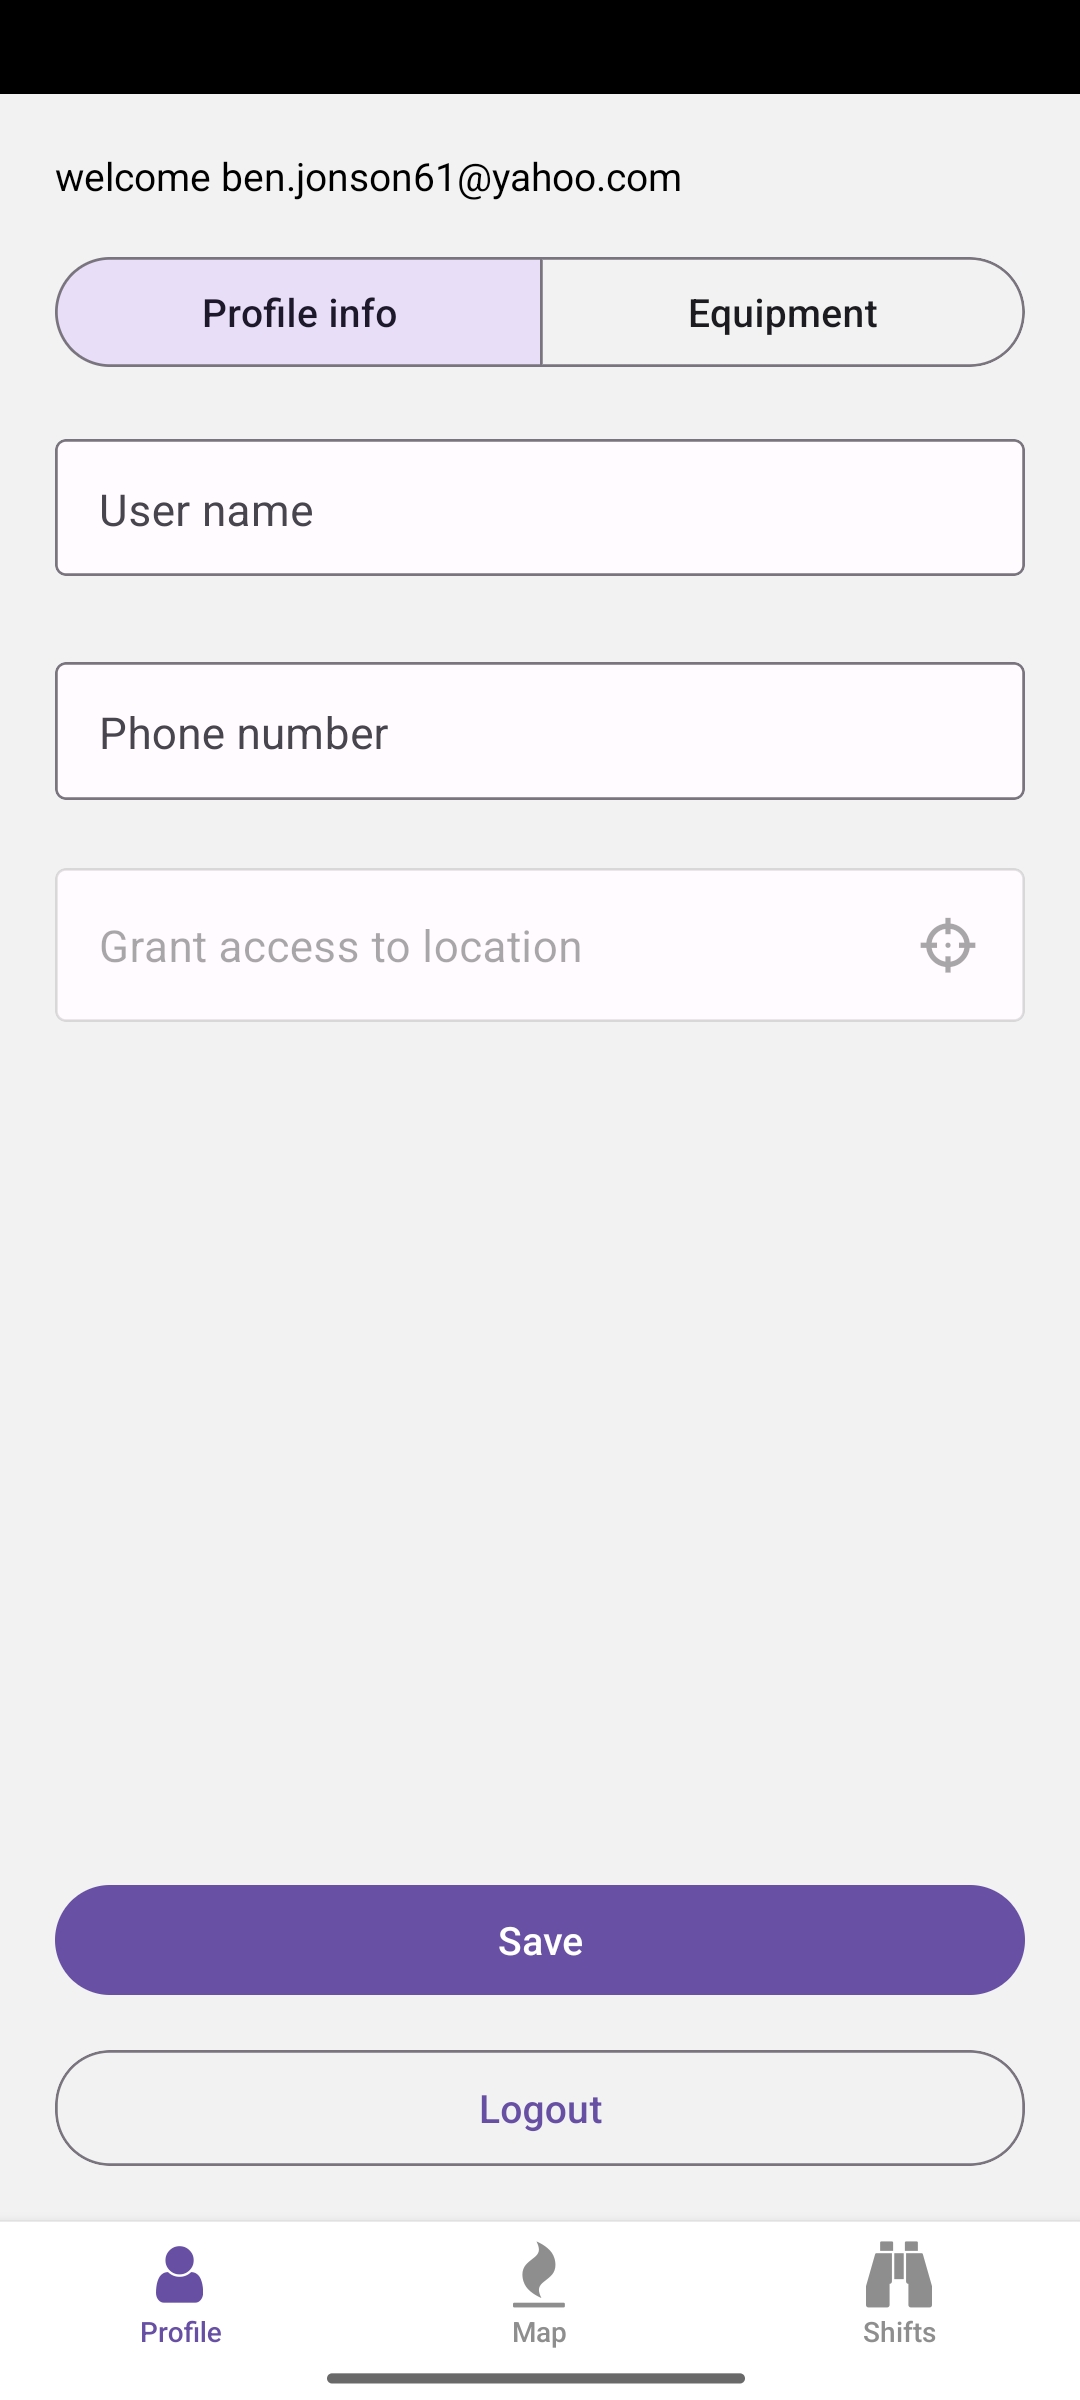 welcome ben.jonson61@yahoo.com
Profile info
Equipment
User name
Phone number
Grant access to location
Save
Logout
Profile
Map
Shifts